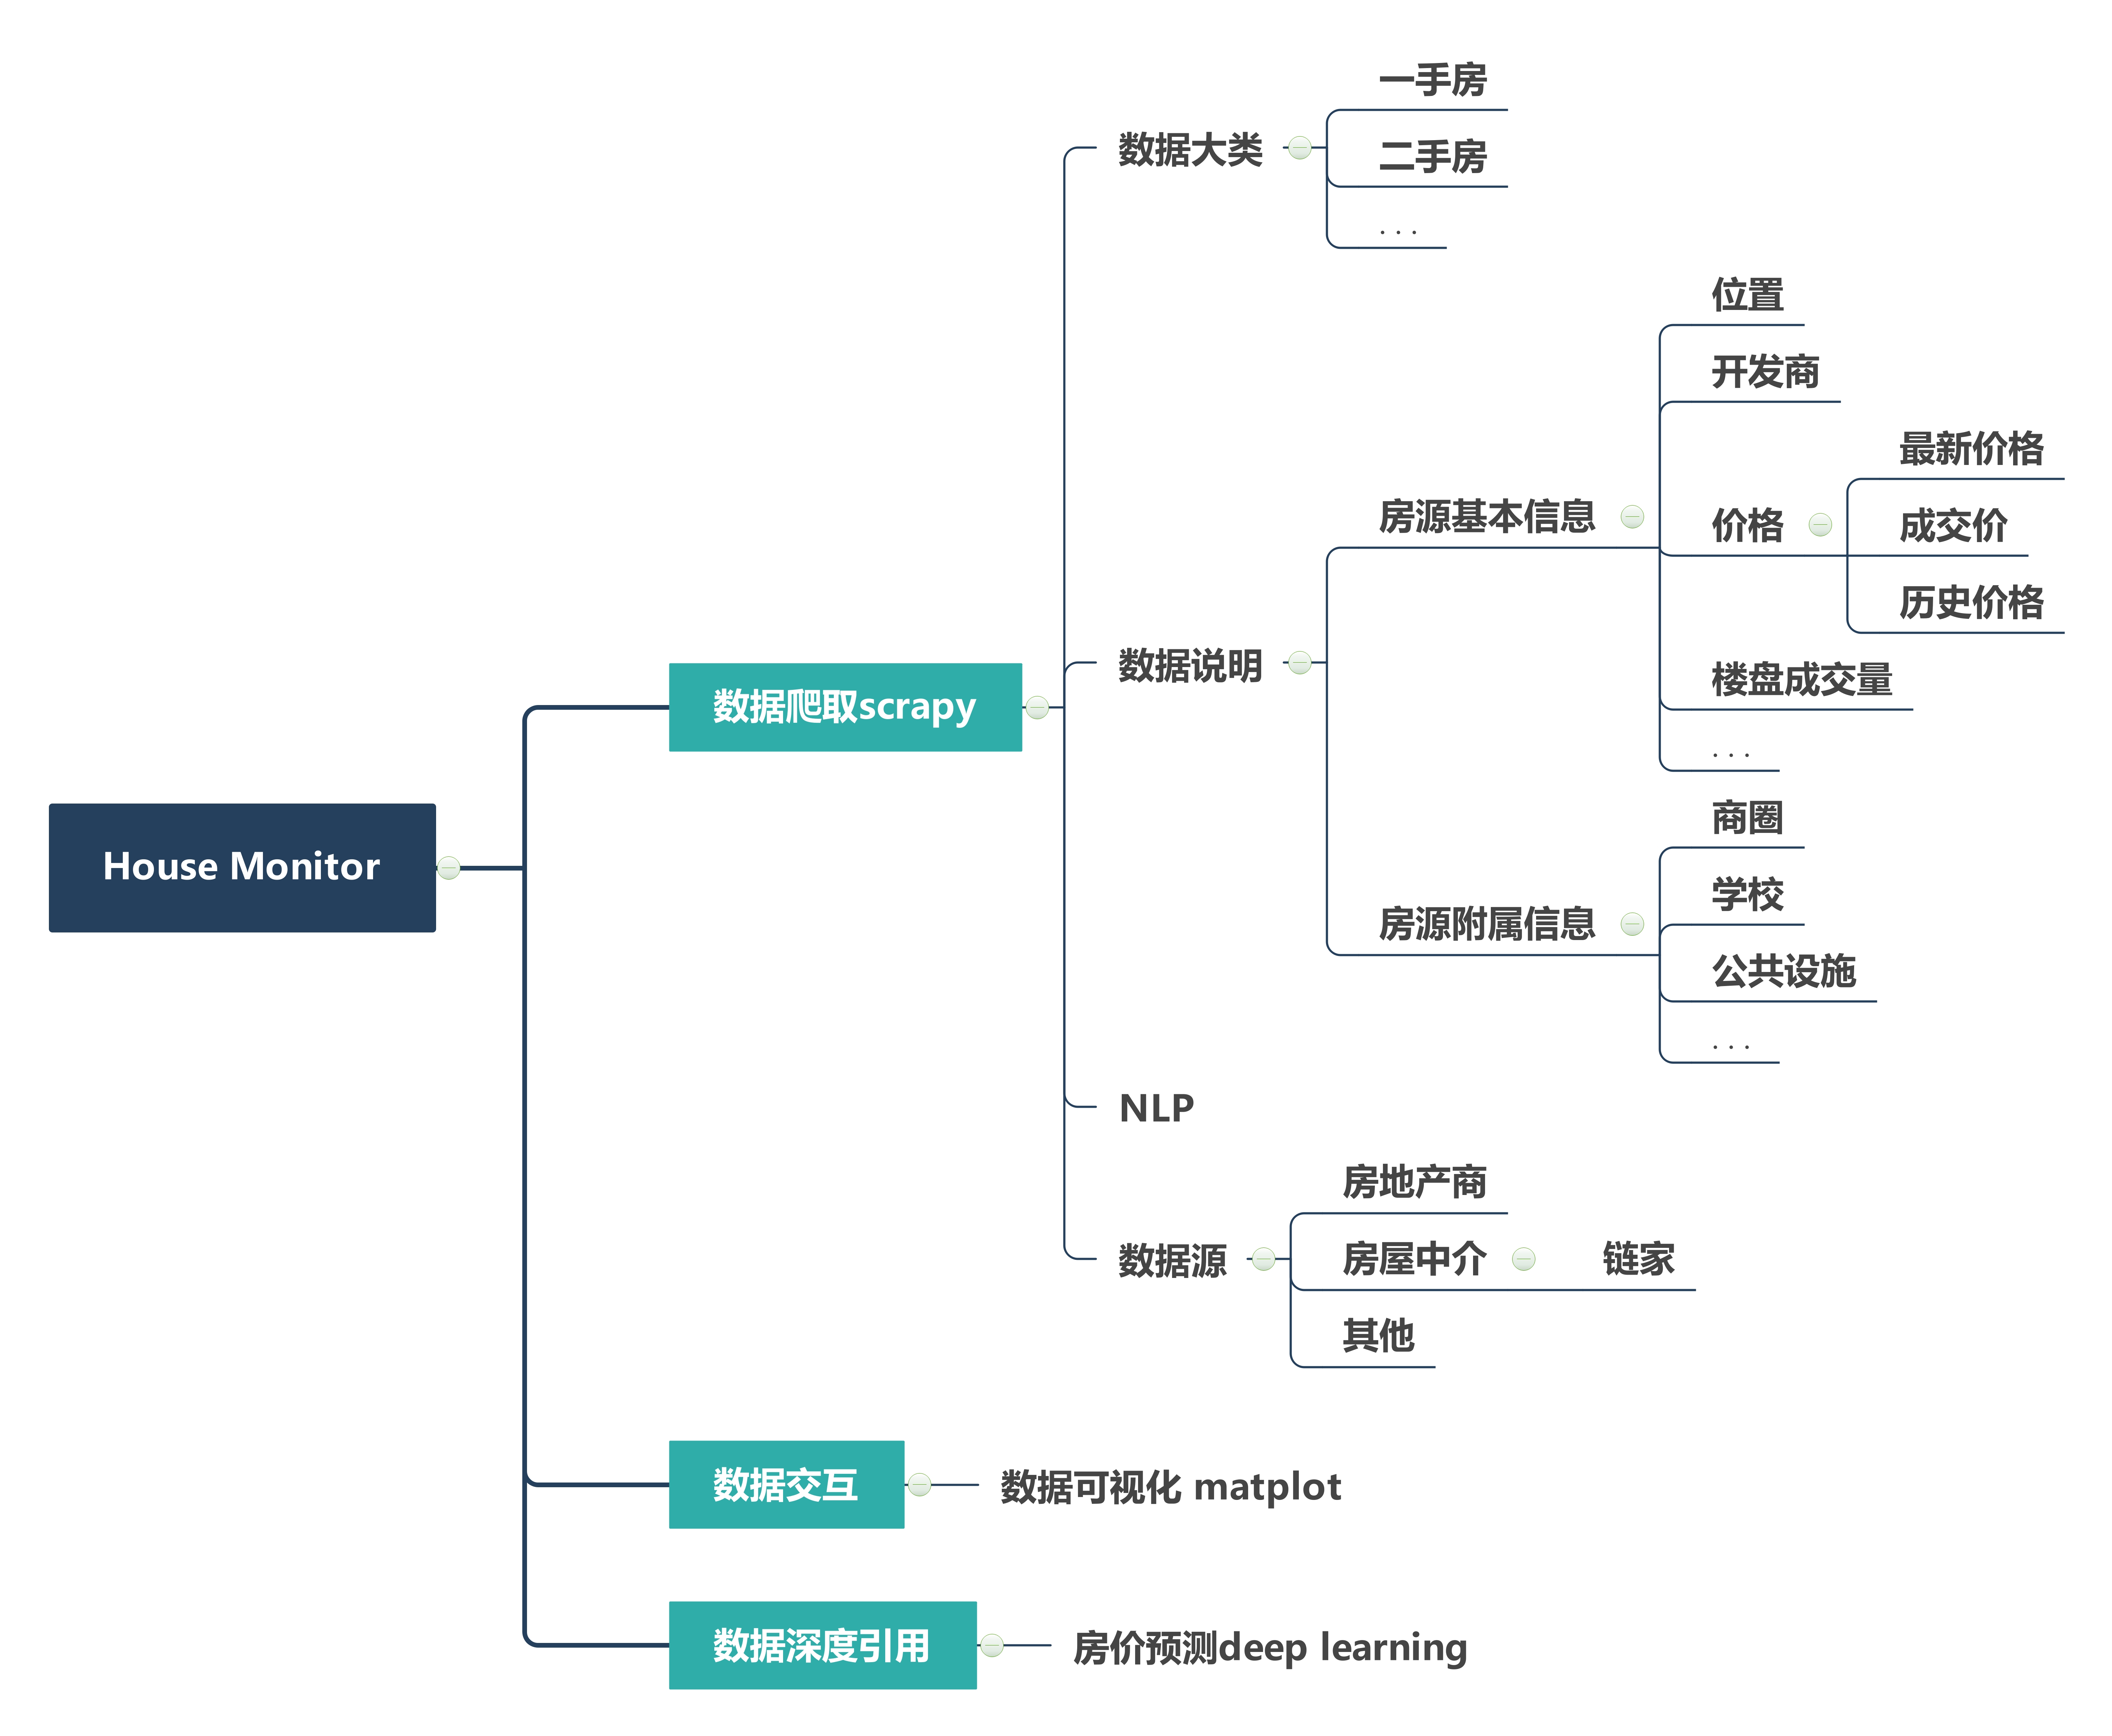 House Monitor
数据爬取scrapy
数据大类
一手房
二手房
...
数据说明
房源基本信息
位置
开发商
价格
最新价格
成交价
历史价格
楼盘成交量
...
房源附属信息
商圈
学校
公共设施
...
NLP
数据源
房地产商
房屋中介
链家
其他
数据交互
数据可视化 matplot
数据深度引用
房价预测deep learning